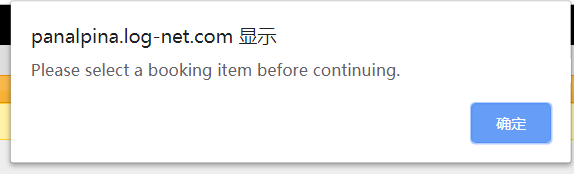 panalpina.log-net.com 显示
Please select a booking item before continuing.
确定